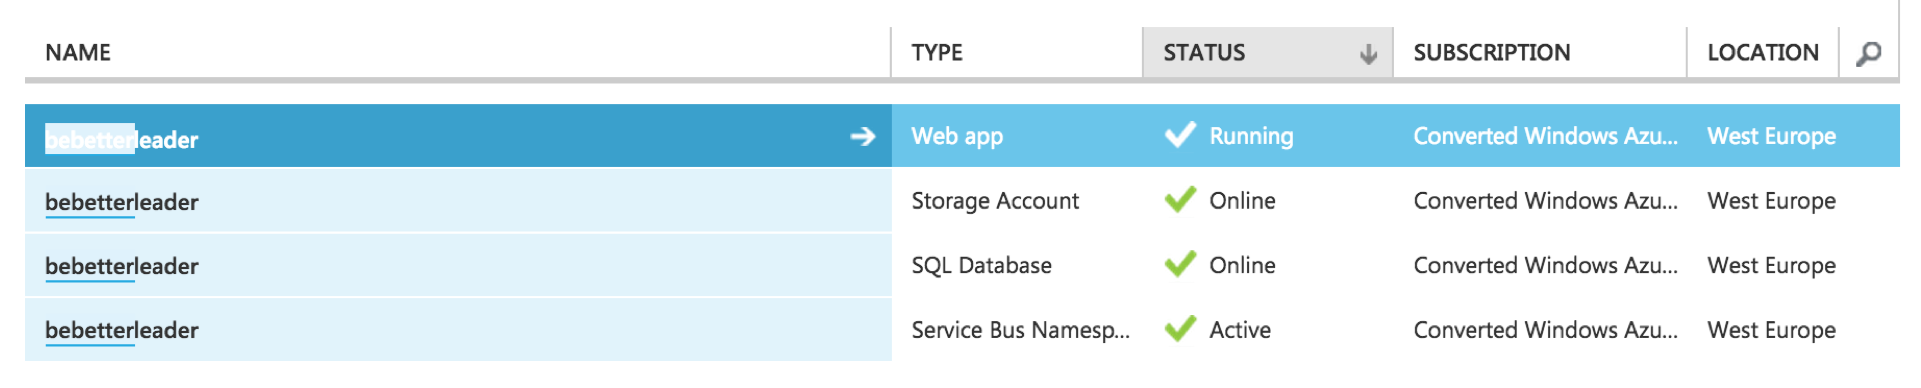 NAME TYPE STATUS SUBSCRIPTION LOCATION
bebetterleader Web app Running Converted Windows Azu... West Europe
bebetterleader Storage Account Online Converted Windows Azu... West Europe
bebetterleader SQL Database Online Converted Windows Azu... West Europe
bebetterleader Service Bus Namesp... Active Converted Windows Azu... West Europe